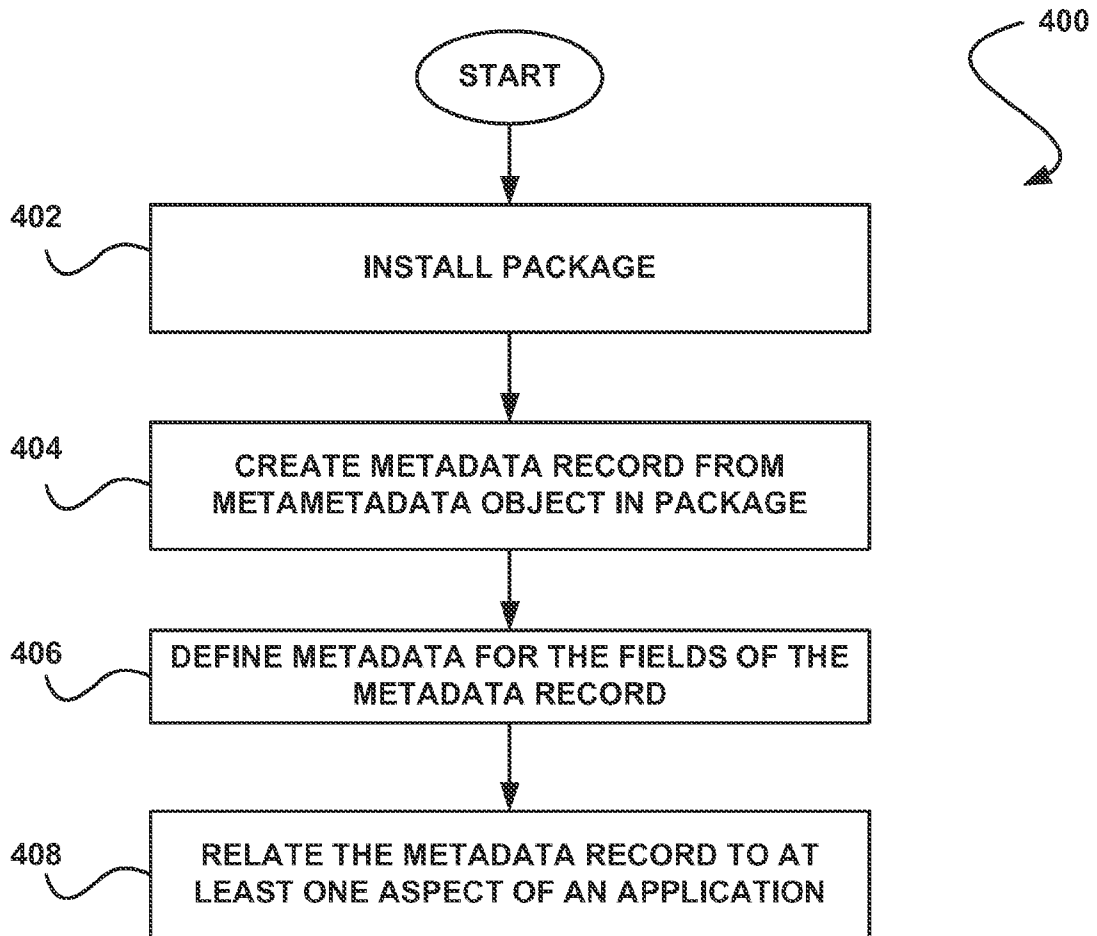 400
START
402
INSTALL PACKAGE
404
CREATE METADATA RECORD FROM
METAMETADATA OBJECT IN PACKAGE
406
DEFINE METADATA FOR THE FIELDS OF THE
METADATA RECORD
408
RELATE THE METADATA RECORD TO AT
LEAST ONE ASPECT OF AN APPLICATION